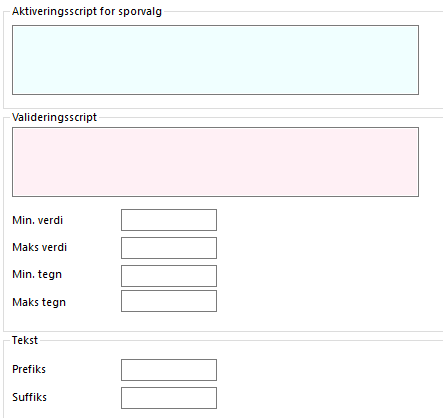 Aktiveringsscript for sporvalg
Valideringsscript
Min. verdi
Maks verdi
Min. tegn
Maks tegn
Tekst
Prefiks
Suffiks